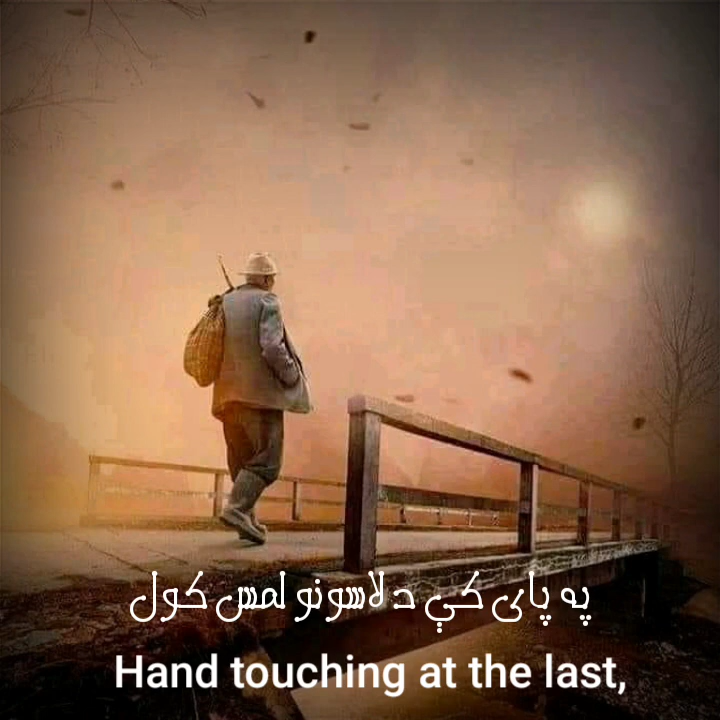 په پای کې د لاسونو لمس کول
Hand touching at the last,